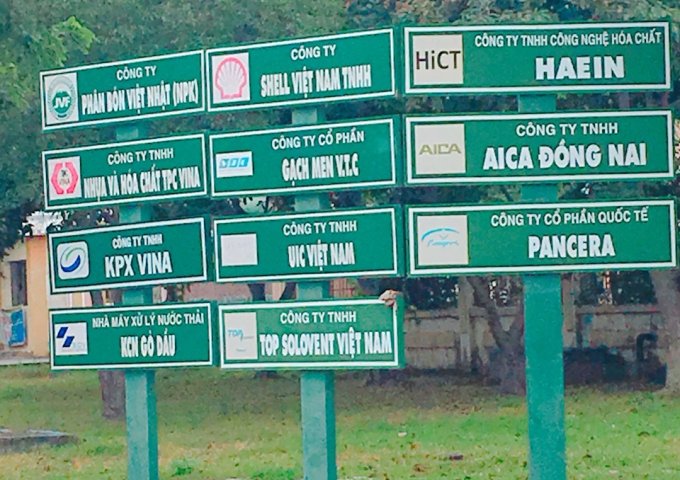 CÔNG TY
PHÂN BÓN VIỆT NHẬT (NPK)
JVF
CÔNG TY TNHH
NHỰA VÀ HÓA CHẤT TPC VINA
CÔNG TY TNHH
KPX VINA
NHÀ MÁY XỬ LÝ NƯỚC THẢI
KCN GÒ DẦU
CÔNG TY
SHELL VIỆT NAM TNHH
CÔNG TY CỔ PHẦN
GẠCH MEN V.T.C
CÔNG TY TNHH
UIC VIỆT NAM
CÔNG TY TNHH
TOP SOLOVENT VIỆT NAM
HiCT
CÔNG TY TNHH CÔNG NGHỆ HÓA CHẤT
HAEIN
AICA
CÔNG TY TNHH
AICA ĐỒNG NAI
CÔNG TY CỔ PHẦN QUỐC TẾ
PANCERA